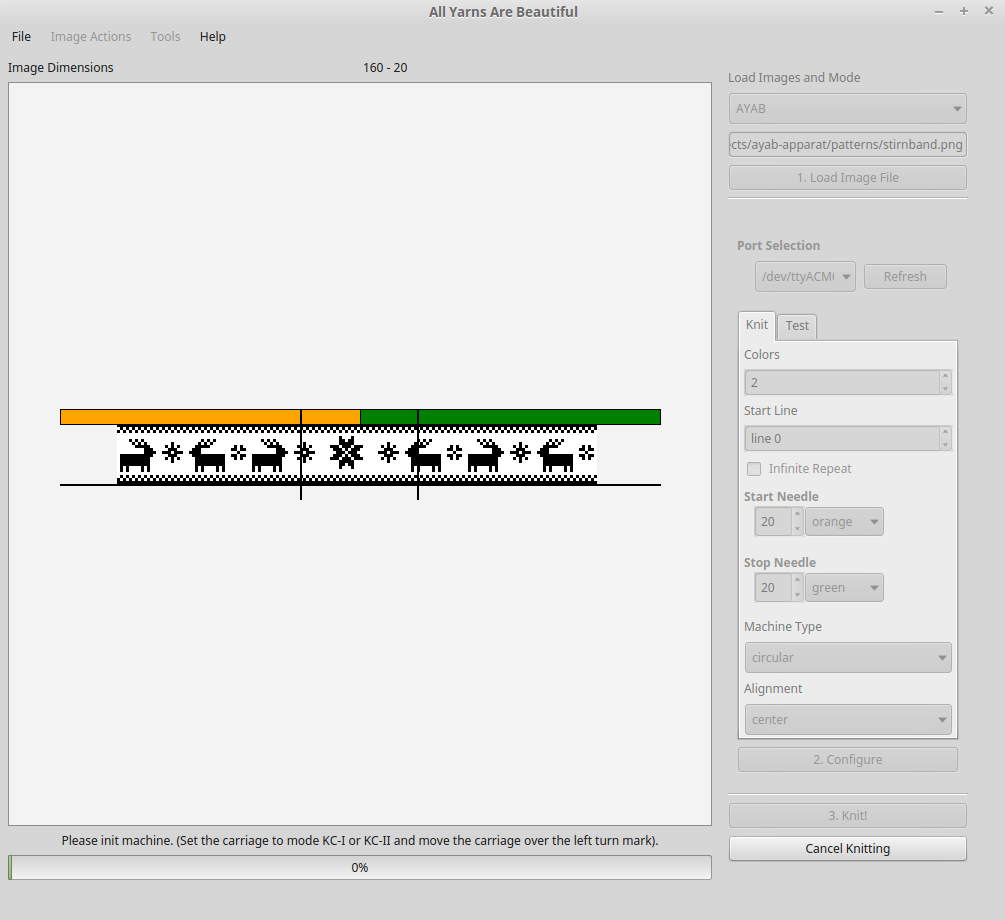 All Yarns Are Beautiful
File Image Actions Tools Help
Image Dimensions 160 - 20
Load Images and Mode
AYAB
ects/ayab-apparat/patterns/stirnband.png
1. Load Image File
Port Selection
/dev/ttyACM Refresh
Knit Test
Colors
2
Start Line
line 0
Infinite Repeat
Start Needle
20 orange
Stop Needle
20 green
Machine Type
circular
Alignment
center
2. Configure
3. Knit!
Please init machine. (Set the carriage to mode KC-I or KC-II and move the carriage over the left turn mark).
Cancel Knitting
0%